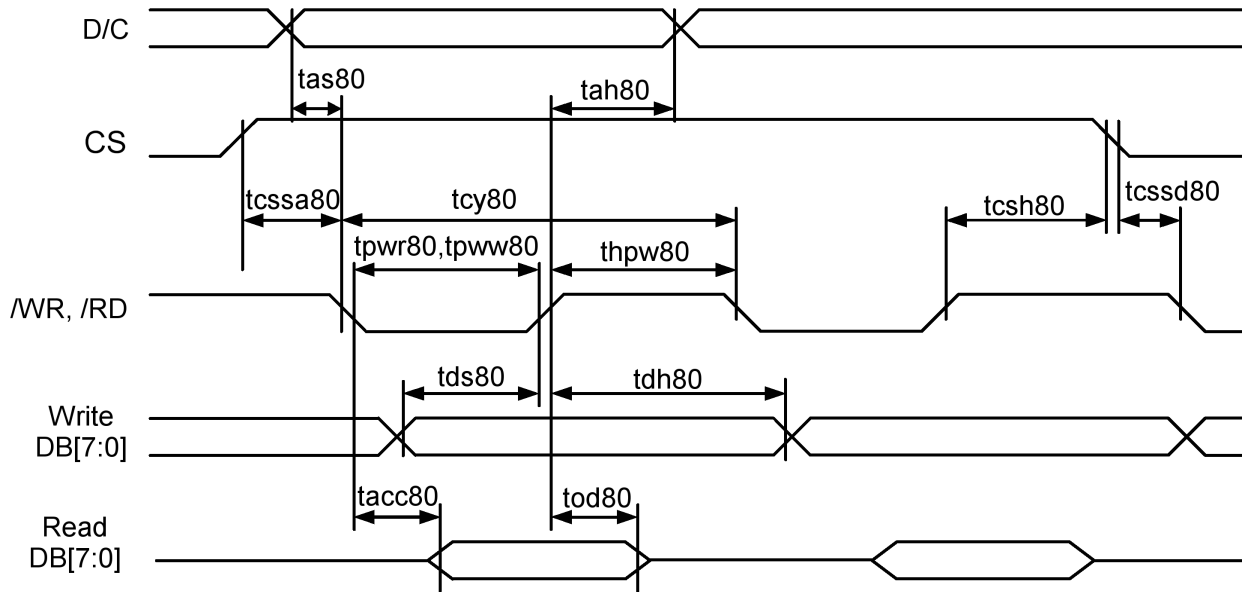 D/C
tas80
tah80
CS
tcssa80
tcy80
tcsh80
tcssd80
tpwr80,tpww80
thpw80
/WR, /RD
tds80
tdh80
Write
DB[7:0]
tacc80
tod80
Read
DB[7:0]